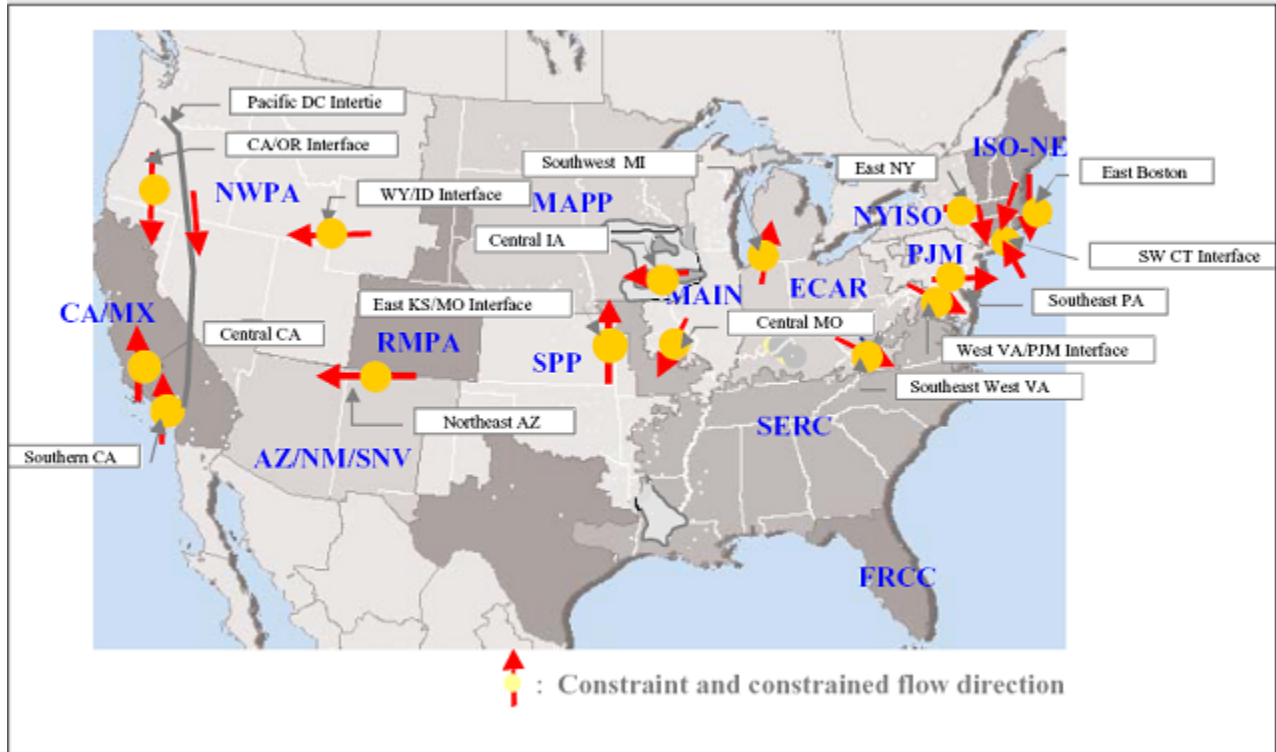 Pacific DC Intertie
CA/OR Interface
Southwest MI
East NY
ISO-NE
East Boston
NWPA
WY/ID Interface
MAPP
NYISO
Central IA
SW CT Interface
PJM
CA/MX
East KS/MO Interface
MAIN
ECAR
Southeast PA
Central CA
RMPA
SPP
Central MO
West VA/PJM Interface
Southeast West VA
Northeast AZ
SERC
Southern CA
AZ/NM/SNV
FRCC
: Constraint and constrained flow direction